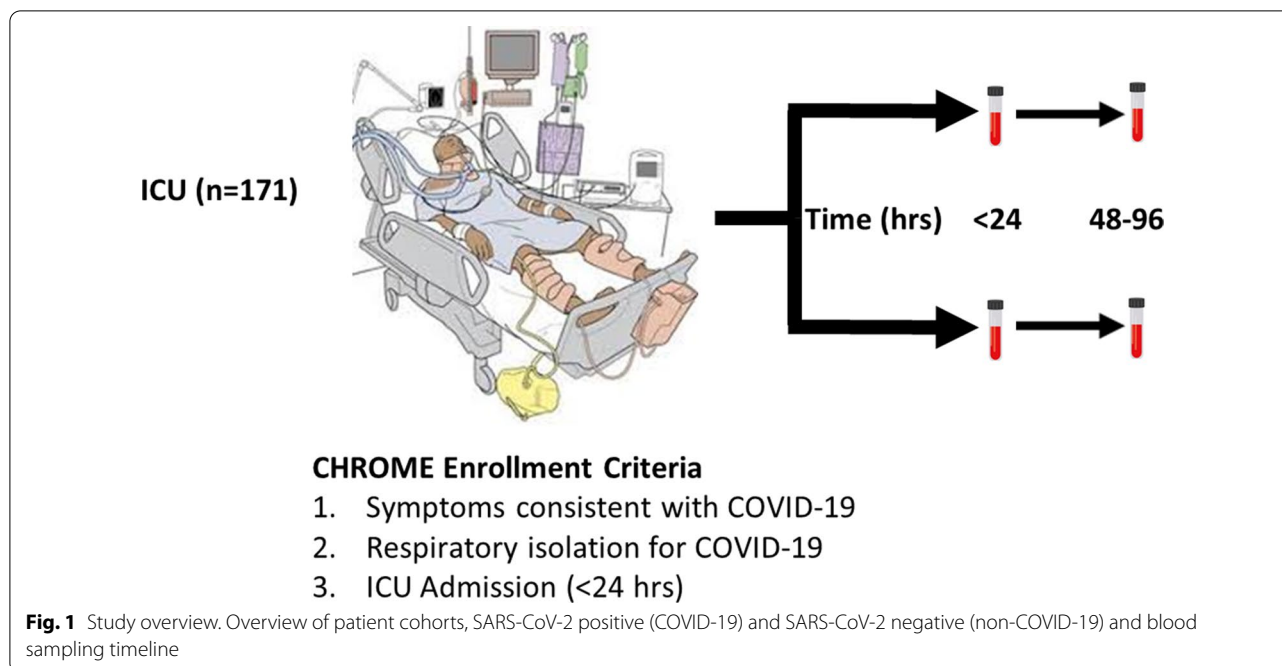 ICU (n=171)
Time (hrs) <24 48-96
CHROME Enrollment Criteria
1. Symptoms consistent with COVID-19
2. Respiratory isolation for COVID-19
3. ICU Admission (<24 hrs)
Fig. 1 Study overview. Overview of patient cohorts, SARS-CoV-2 positive (COVID-19) and SARS-CoV-2 negative (non-COVID-19) and blood
sampling timeline